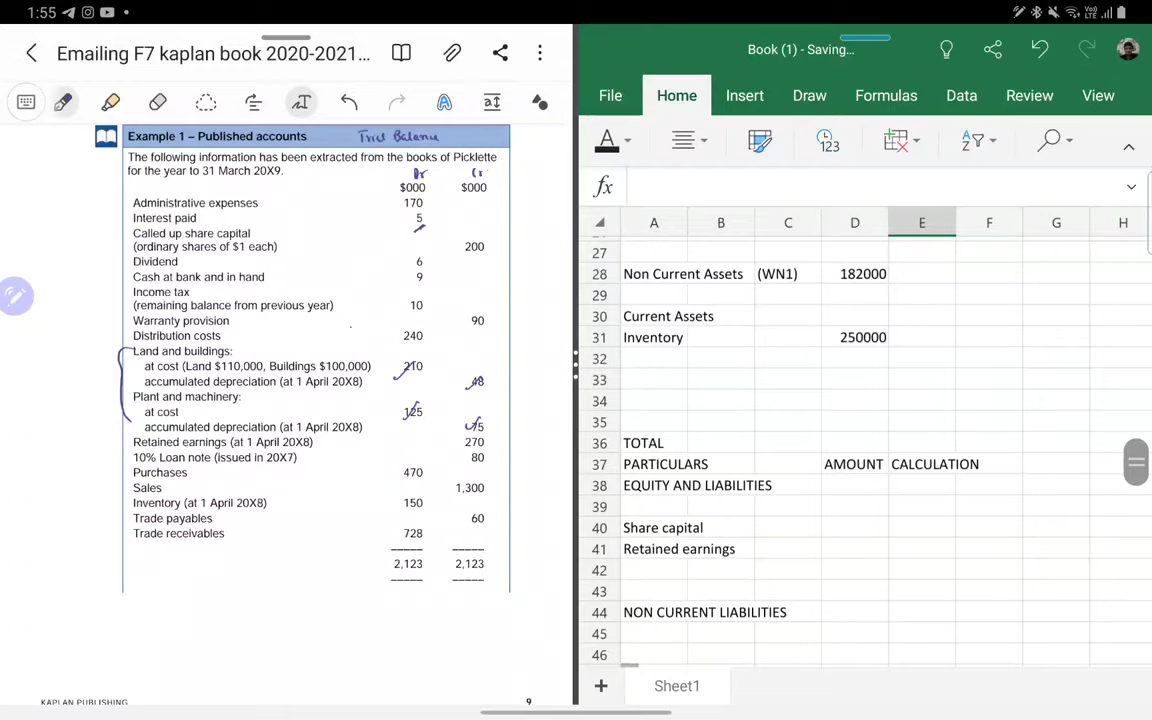 1:55
Vo) LTE
Emailing F7 kaplan book 2020-2021...
Example 1 – Published accounts Trial Balance
The following information has been extracted from the books of Picklette
for the year to 31 March 20X9.
Dr Cr
$000 $000
Administrative expenses 170
Interest paid 5
Called up share capital
(ordinary shares of $1 each) 200
Dividend 6
Cash at bank and in hand 9
Income tax
(remaining balance from previous year) 10
Warranty provision 90
Distribution costs 240
Land and buildings:
at cost (Land $110,000, Buildings $100,000) 210
accumulated depreciation (at 1 April 20X8) 48
Plant and machinery:
at cost 125
accumulated depreciation (at 1 April 20X8) 75
Retained earnings (at 1 April 20X8) 270
10% Loan note (issued in 20X7) 80
Purchases 470
Sales 1,300
Inventory (at 1 April 20X8) 150
Trade payables 60
Trade receivables 728
2,123 2,123
KAPLAN PUBLISHING 9
Book (1) - Saving...
File Home Insert Draw Formulas Data Review View
A 123
fx
A B C D E F G H
27
28 Non Current Assets (WN1) 182000
29
30 Current Assets
31 Inventory 250000
32
33
34
35
36 TOTAL
37 PARTICULARS AMOUNT CALCULATION
38 EQUITY AND LIABILITIES
39
40 Share capital
41 Retained earnings
42
43
44 NON CURRENT LIABILITIES
45
46
Sheet1